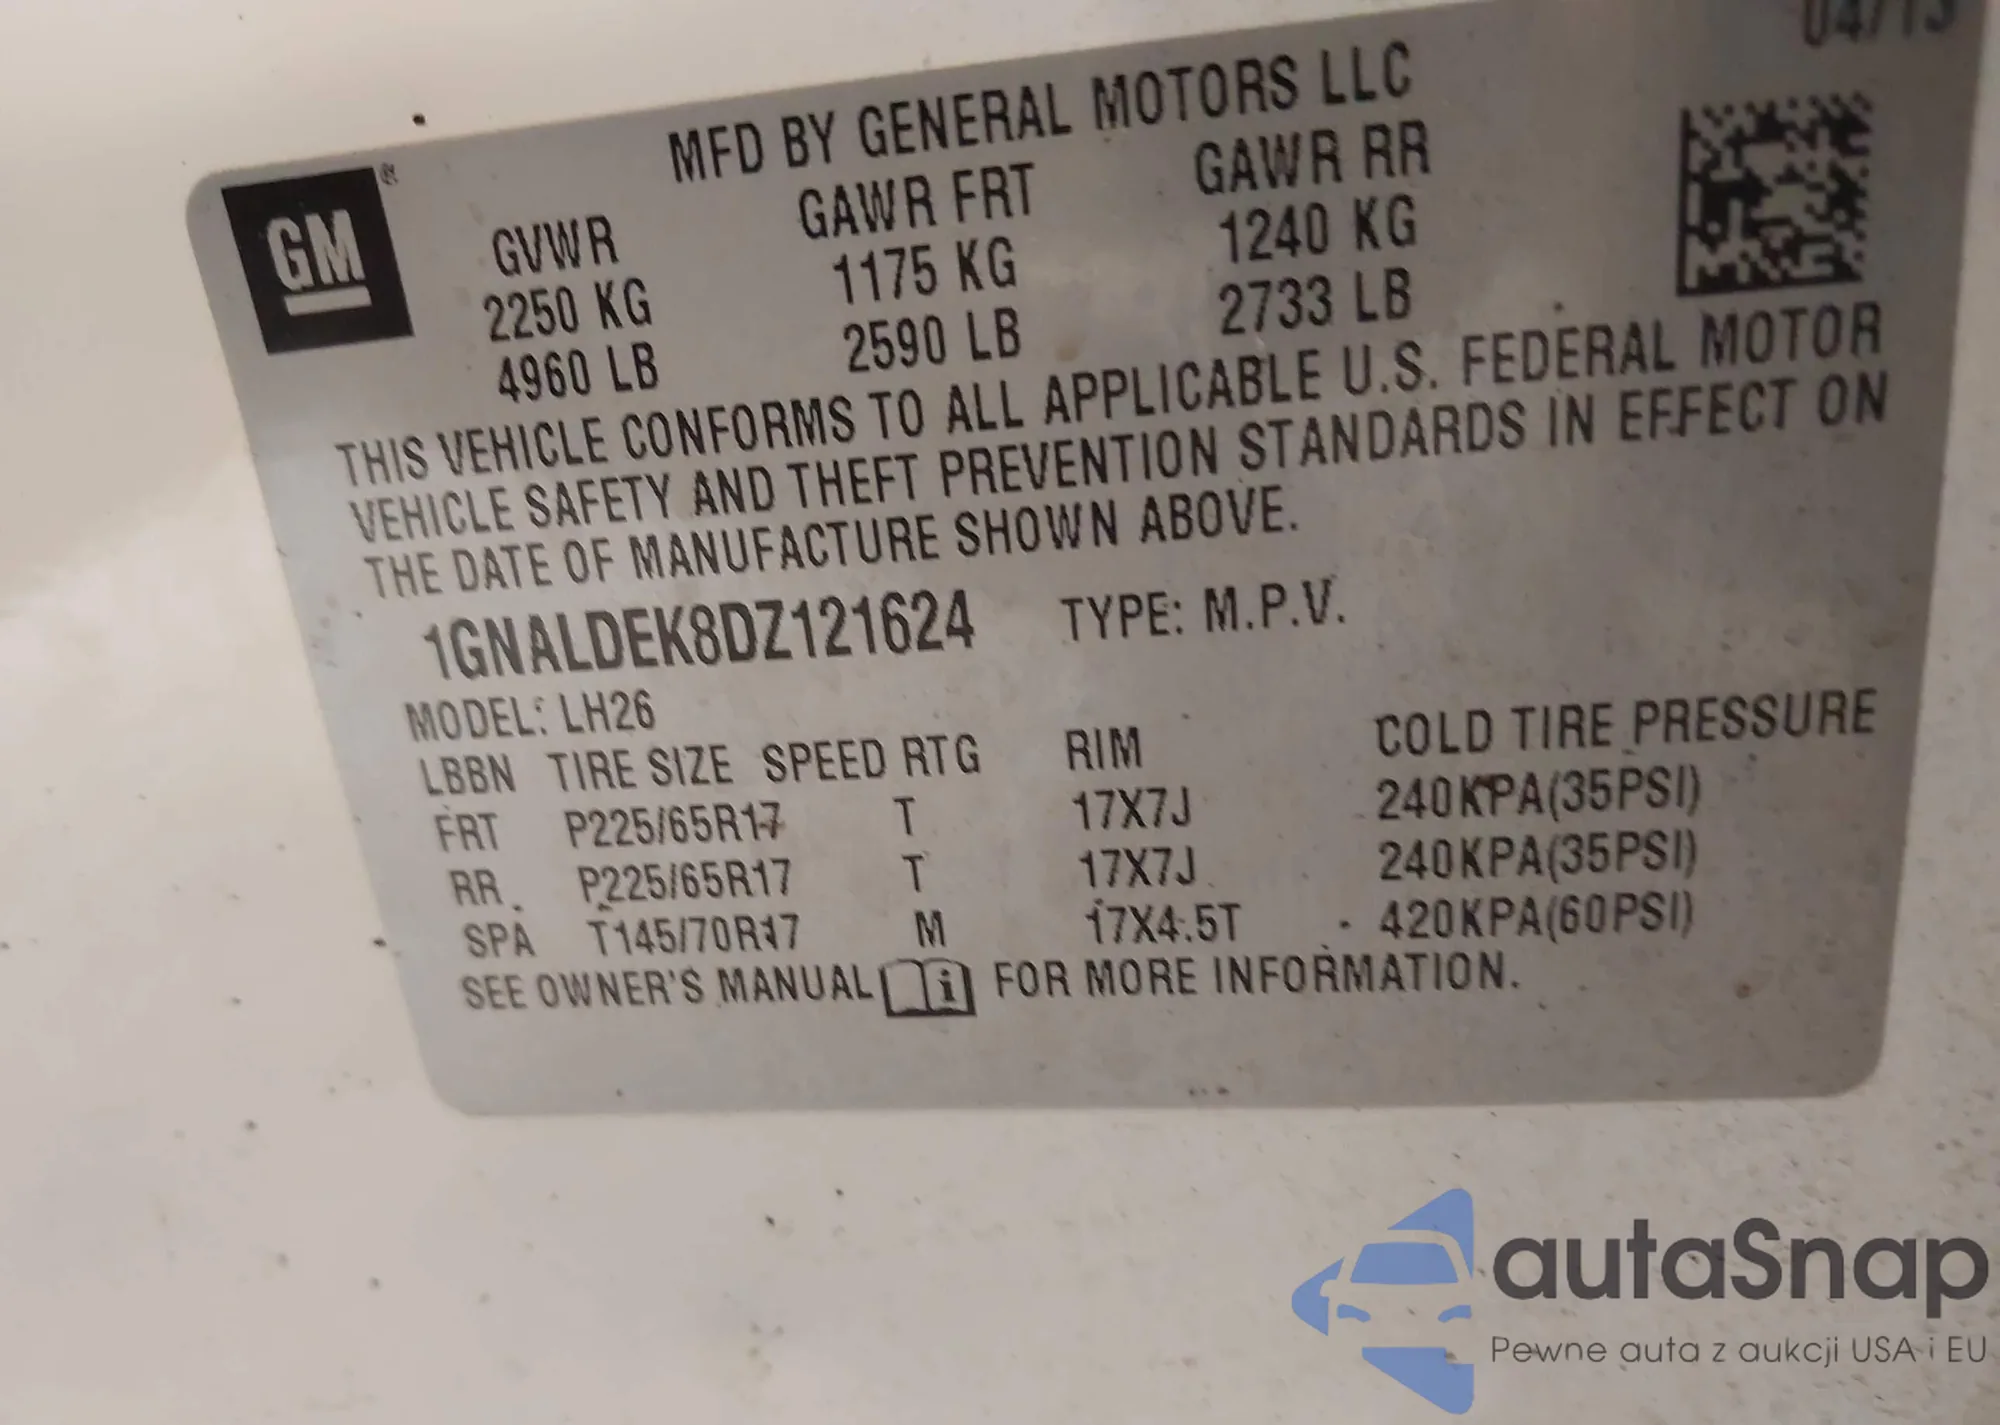 04/13
MFD BY GENERAL MOTORS LLC
GM ®
GVWR GAWR FRT GAWR RR
2250 KG 1175 KG 1240 KG
4960 LB 2590 LB 2733 LB
THIS VEHICLE CONFORMS TO ALL APPLICABLE U.S. FEDERAL MOTOR
VEHICLE SAFETY AND THEFT PREVENTION STANDARDS IN EFFECT ON
THE DATE OF MANUFACTURE SHOWN ABOVE.
1GNALDEK8DZ121624 TYPE: M.P.V.
MODEL: LH26
LBBN TIRE SIZE SPEED RTG RIM COLD TIRE PRESSURE
FRT P225/65R17 T 17X7J 240KPA(35PSI)
RR P225/65R17 T 17X7J 240KPA(35PSI)
SPA T145/70R17 M 17X4.5T 420KPA(60PSI)
SEE OWNER'S MANUAL i FOR MORE INFORMATION.
autaSnap
Pewne auta z aukcji USA i EU